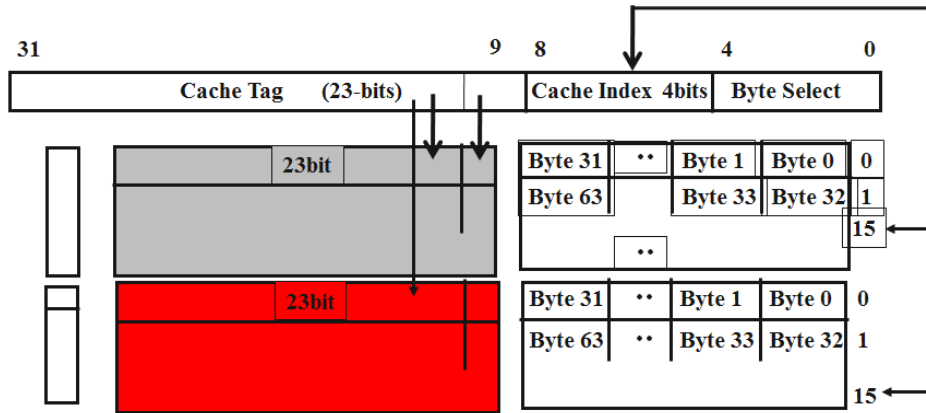 31 9 8 4 0
Cache Tag (23-bits) Cache Index 4bits Byte Select
23bit Byte 31 .. Byte 1 Byte 0 0
Byte 63 Byte 33 Byte 32 1
15
..
23bit Byte 31 .. Byte 1 Byte 0 0
Byte 63 .. Byte 33 Byte 32 1
15